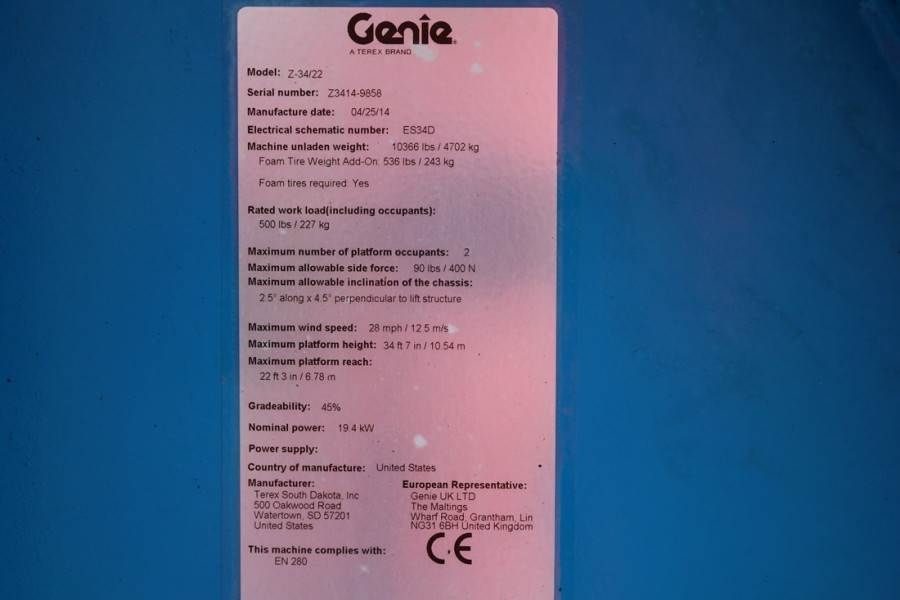 Genie
A TEREX BRAND
Model: Z-34/22
Serial number: Z3414-9858
Manufacture date: 04/25/14
Electrical schematic number: ES34D
Machine unladen weight: 10366 lbs / 4702 kg
Foam Tire Weight Add-On: 536 lbs / 243 kg
Foam tires required: Yes
Rated work load(including occupants):
500 lbs / 227 kg
Maximum number of platform occupants: 2
Maximum allowable side force: 90 lbs / 400 N
Maximum allowable inclination of the chassis:
2.5° along x 4.5° perpendicular to lift structure
Maximum wind speed: 28 mph / 12.5 m/s
Maximum platform height: 34 ft 7 in / 10.54 m
Maximum platform reach:
22 ft 3 in / 6.78 m
Gradeability: 45%
Nominal power: 19.4 kW
Power supply:
Country of manufacture: United States
Manufacturer:
Terex South Dakota, Inc
500 Oakwood Road
Watertown, SD 57201
United States
European Representative:
Genie UK LTD
The Maltings
Wharf Road, Grantham, Lin
NG31 6BH United Kingdom
This machine complies with:
EN 280
CE